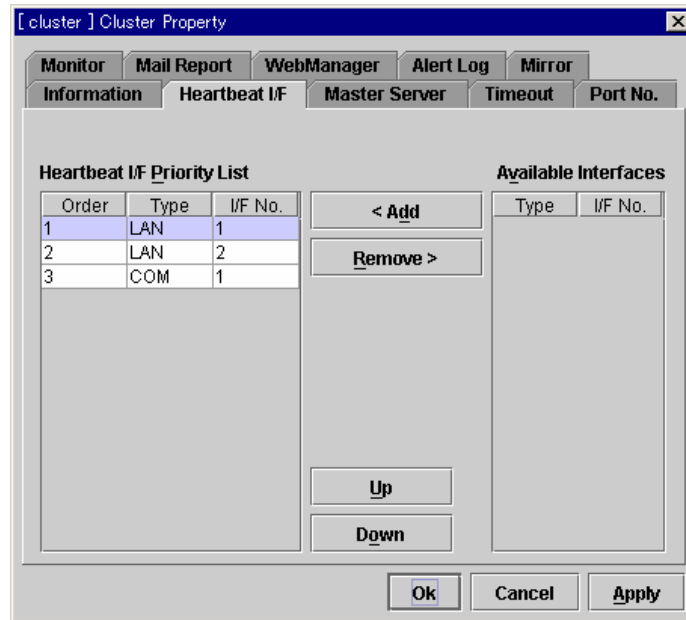 [ cluster ] Cluster Property
Monitor Mail Report WebManager Alert Log Mirror
Information Heartbeat I/F Master Server Timeout Port No.
Heartbeat I/F Priority List Available Interfaces
Order Type I/F No. < Add Type I/F No.
1 LAN 1
2 LAN 2 Remove >
3 COM 1
Up
Down
Ok Cancel Apply